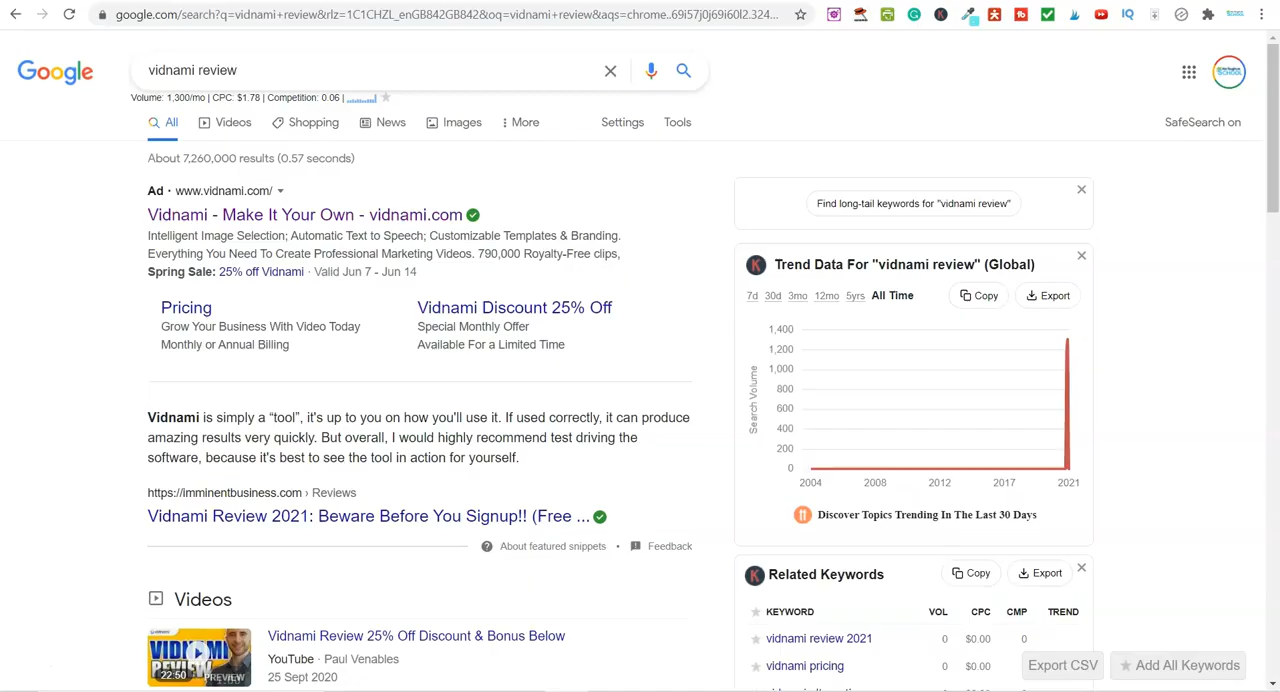 google.com/search?q=vidnami+review&rlz=1C1CHZL_enGB842GB842&oq=vidnami+review&aqs=chrome..69i57j0j69i60l2.324...
Google
vidnami review
Volume: 1,300/mo | CPC: $1.78 | Competition: 0.06 |
All
Videos
Shopping
News
Images
More
Settings
Tools
SafeSearch on
About 7,260,000 results (0.57 seconds)
Ad · www.vidnami.com/
Vidnami - Make It Your Own - vidnami.com
Intelligent Image Selection; Automatic Text to Speech; Customizable Templates & Branding.
Everything You Need To Create Professional Marketing Videos. 790,000 Royalty-Free clips,
Spring Sale: 25% off Vidnami · Valid Jun 7 - Jun 14
Pricing
Grow Your Business With Video Today
Monthly or Annual Billing
Vidnami Discount 25% Off
Special Monthly Offer
Available For a Limited Time
Vidnami is simply a “tool”, it's up to you on how you'll use it. If used correctly, it can produce
amazing results very quickly. But overall, I would highly recommend test driving the
software, because it's best to see the tool in action for yourself.
https://imminentbusiness.com › Reviews
Vidnami Review 2021: Beware Before You Signup!! (Free ...
About featured snippets
•
Feedback
Videos
VIDNAMI
REVIEW
22:50
PREVIEW
Vidnami Review 25% Off Discount & Bonus Below
YouTube · Paul Venables
25 Sept 2020
Find long-tail keywords for "vidnami review"
K
Trend Data For "vidnami review" (Global)
7d
30d
3mo
12mo
5yrs
All Time
Copy
Export
Search Volume
1,400
1,200
1,000
800
600
400
200
0
2004
2008
2012
2017
2021
Discover Topics Trending In The Last 30 Days
K
Related Keywords
Copy
Export
KEYWORD VOL CPC CMP TREND
vidnami review 2021 0 $0.00 0
vidnami pricing 0 $0.00
Export CSV
Add All Keywords